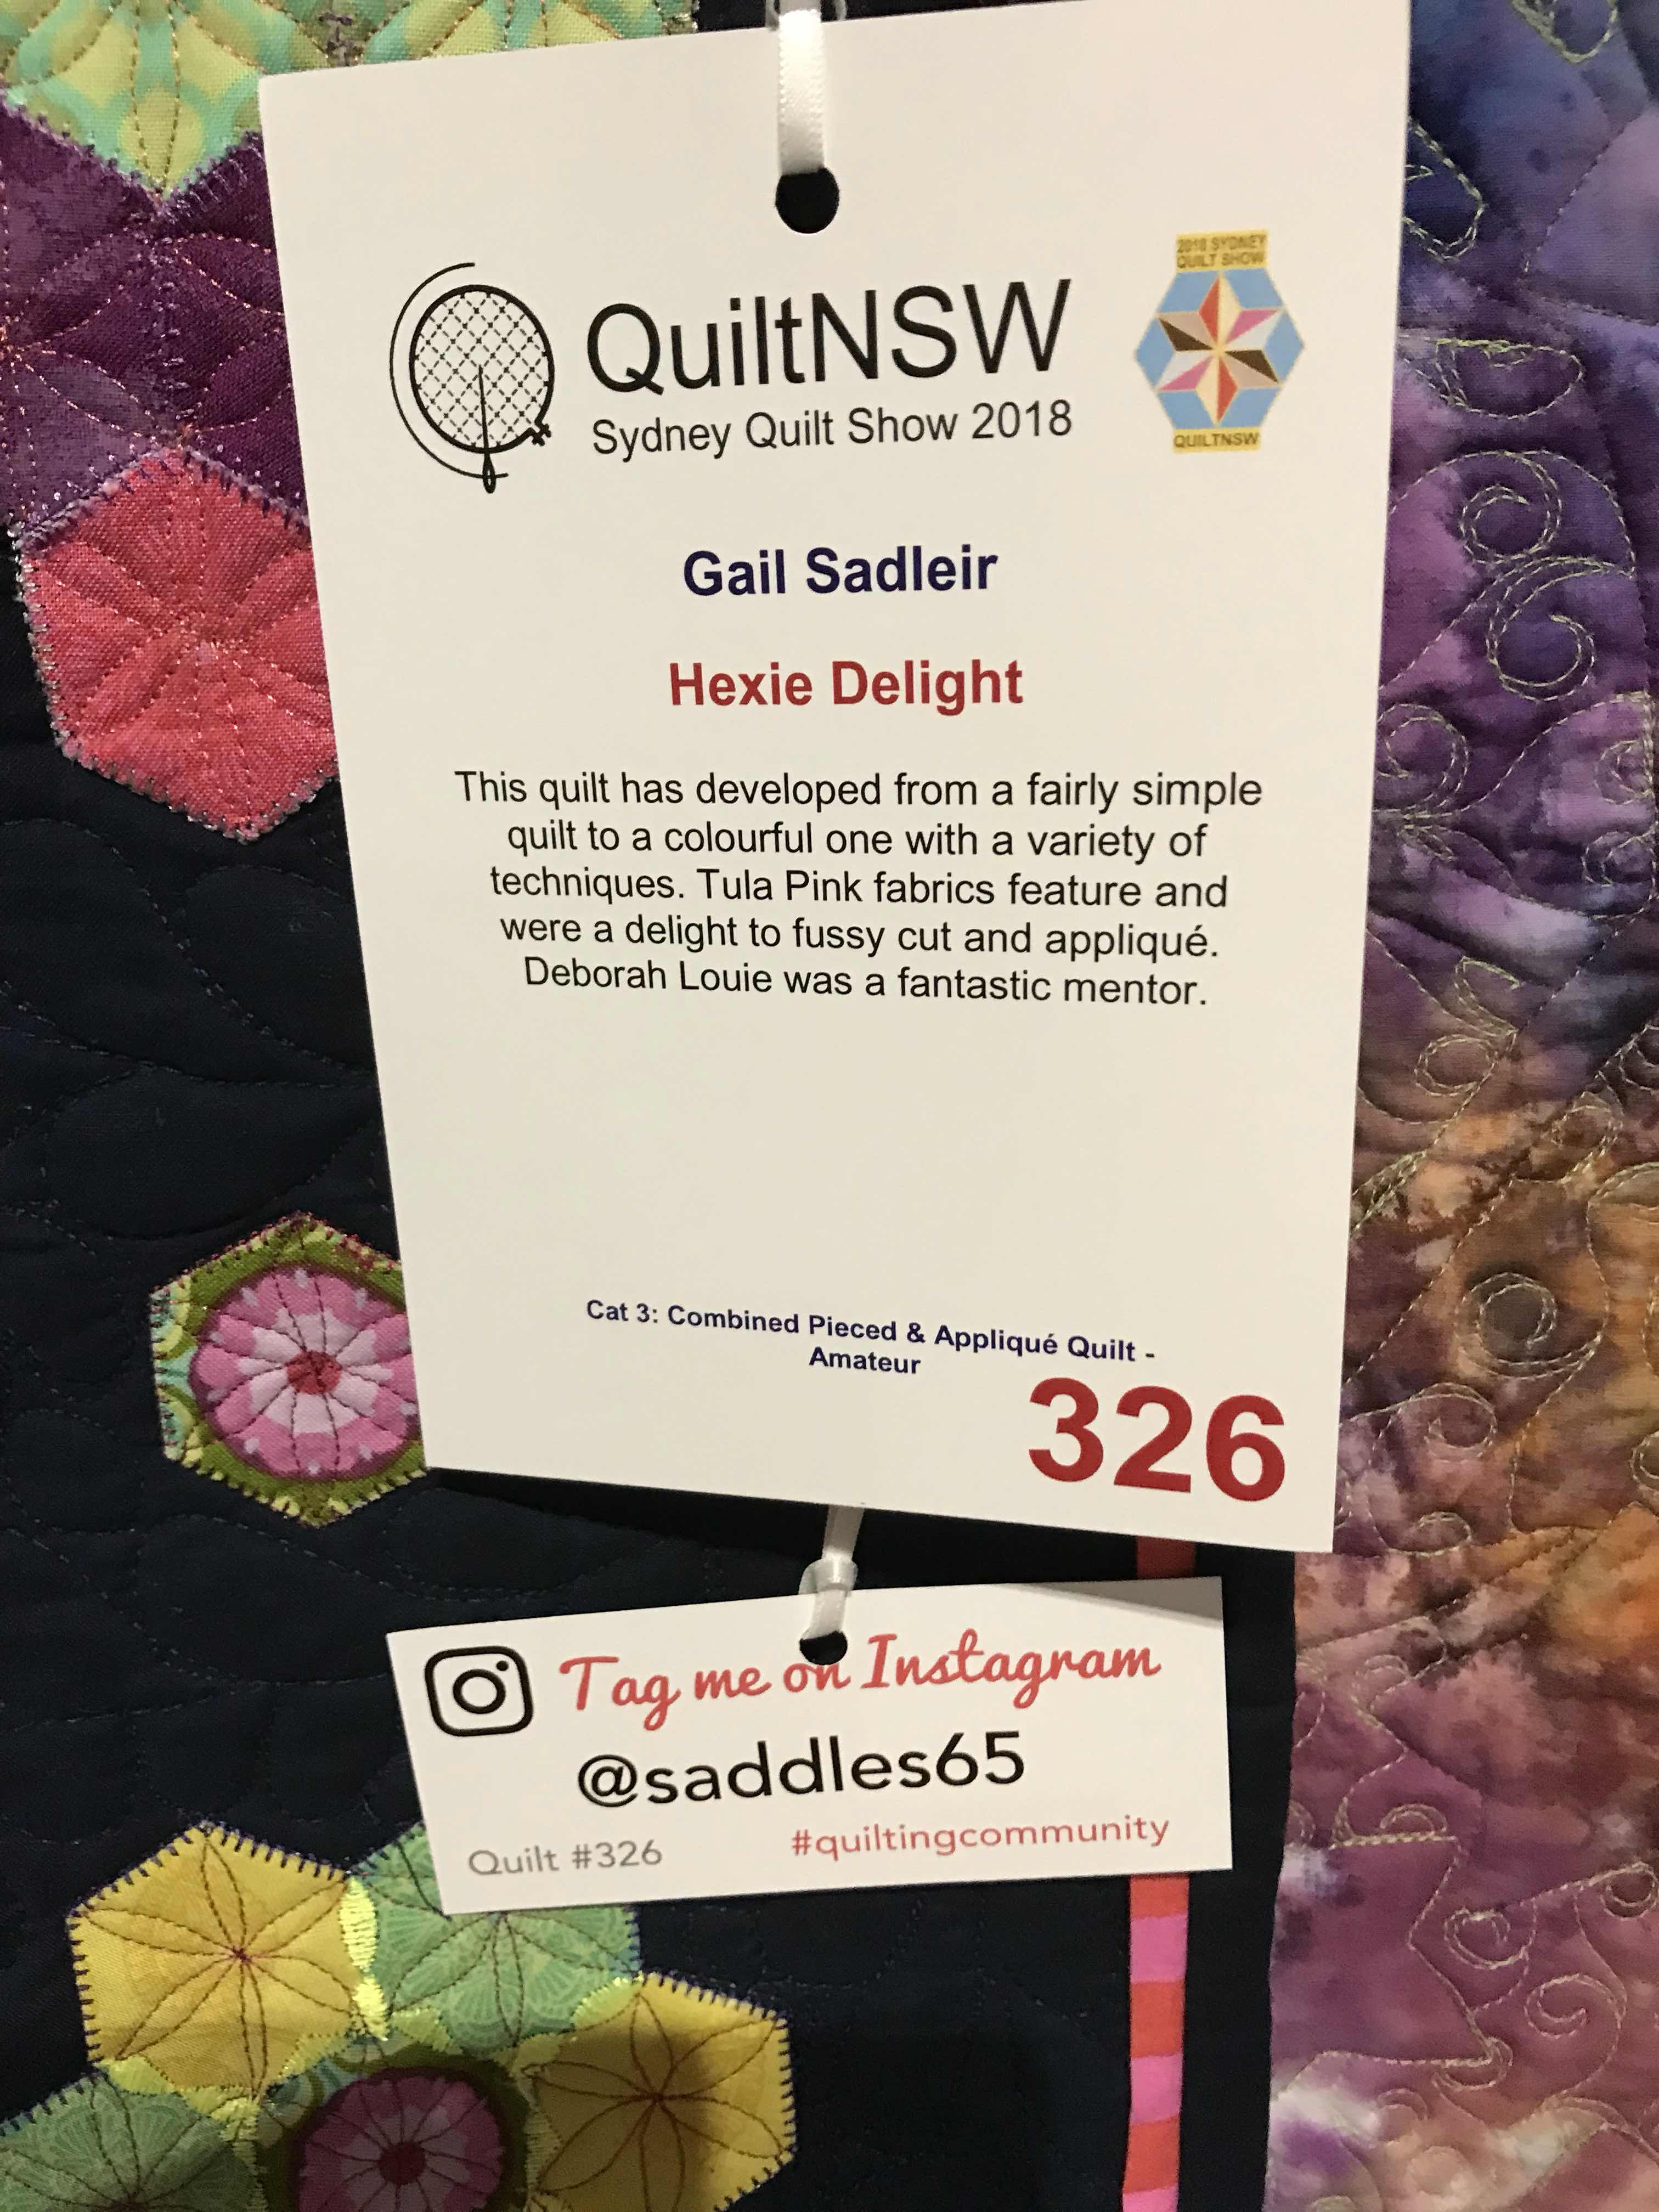 2018 SYDNEY
QUILT SHOW
QuiltNSW
Sydney Quilt Show 2018
QUILTNSW
Gail Sadleir
Hexie Delight
This quilt has developed from a fairly simple
quilt to a colourful one with a variety of
techniques. Tula Pink fabrics feature and
were a delight to fussy cut and appliqué.
Deborah Louie was a fantastic mentor.
Cat 3: Combined Pieced & Appliqué Quilt -
Amateur
326
Tag me on Instagram
@saddles65
Quilt #326 #quiltingcommunity